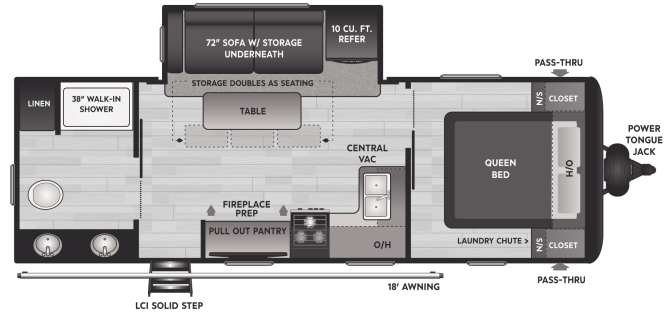 10 CU. FT.
REFER
72" SOFA W/ STORAGE
UNDERNEATH
PASS-THRU
STORAGE DOUBLES AS SEATING
LINEN
38" WALK-IN
SHOWER
TABLE
N/S
CLOSET
POWER
TONGUE
JACK
CENTRAL
VAC
QUEEN
BED
H/O
FIREPLACE
PREP
PULL OUT PANTRY
O/H
LAUNDRY CHUTE >
N/S
CLOSET
PASS-THRU
18' AWNING
LCI SOLID STEP